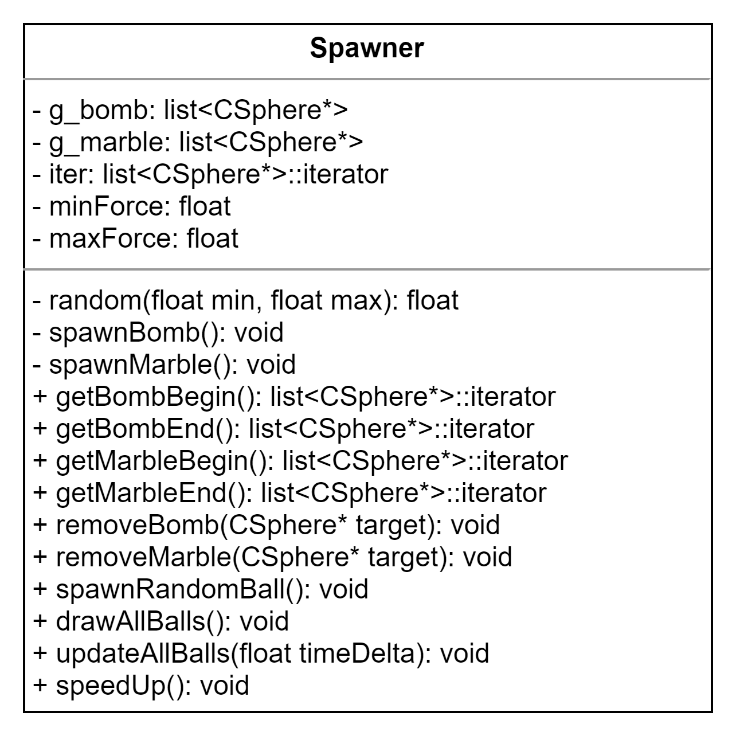 Spawner
- g_bomb: list<CSphere*>
- g_marble: list<CSphere*>
- iter: list<CSphere*>::iterator
- minForce: float
- maxForce: float
- random(float min, float max): float
- spawnBomb(): void
- spawnMarble(): void
+ getBombBegin(): list<CSphere*>::iterator
+ getBombEnd(): list<CSphere*>::iterator
+ getMarbleBegin(): list<CSphere*>::iterator
+ getMarbleEnd(): list<CSphere*>::iterator
+ removeBomb(CSphere* target): void
+ removeMarble(CSphere* target): void
+ spawnRandomBall(): void
+ drawAllBalls(): void
+ updateAllBalls(float timeDelta): void
+ speedUp(): void